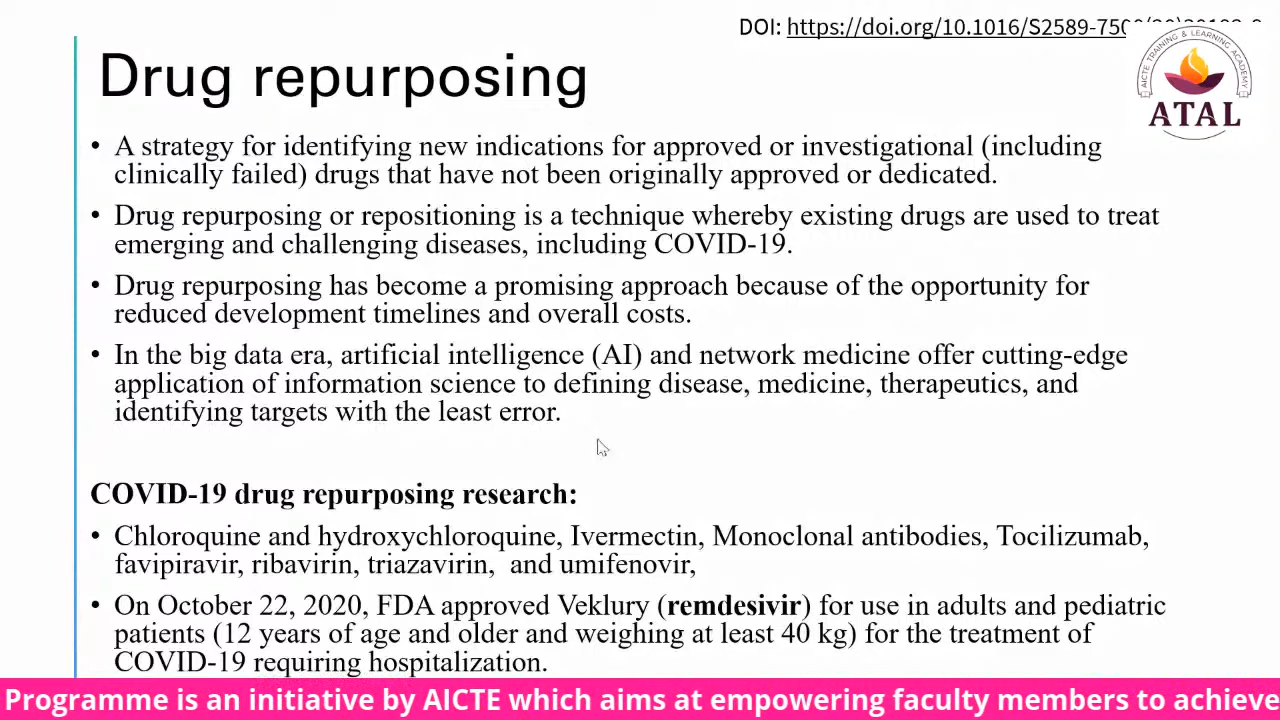 DOI: https://doi.org/10.1016/S2589-750
AICTE TRAINING & LEARNING ACADEMY
ATAL
Drug repurposing
• A strategy for identifying new indications for approved or investigational (including
clinically failed) drugs that have not been originally approved or dedicated.
• Drug repurposing or repositioning is a technique whereby existing drugs are used to treat
emerging and challenging diseases, including COVID-19.
• Drug repurposing has become a promising approach because of the opportunity for
reduced development timelines and overall costs.
• In the big data era, artificial intelligence (AI) and network medicine offer cutting-edge
application of information science to defining disease, medicine, therapeutics, and
identifying targets with the least error.
COVID-19 drug repurposing research:
• Chloroquine and hydroxychloroquine, Ivermectin, Monoclonal antibodies, Tocilizumab,
favipiravir, ribavirin, triazavirin,  and umifenovir,
• On October 22, 2020, FDA approved Veklury (remdesivir) for use in adults and pediatric
patients (12 years of age and older and weighing at least 40 kg) for the treatment of
COVID-19 requiring hospitalization.
Programme is an initiative by AICTE which aims at empowering faculty members to achieve